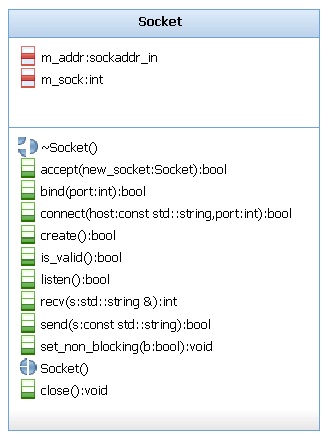 Socket
m_addr:sockaddr_in
m_sock:int
~Socket()
accept(new_socket:Socket):bool
bind(port:int):bool
connect(host:const std::string,port:int):bool
create():bool
is_valid():bool
listen():bool
recv(s:std::string &):int
send(s:const std::string):bool
set_non_blocking(b:bool):void
Socket()
close():void